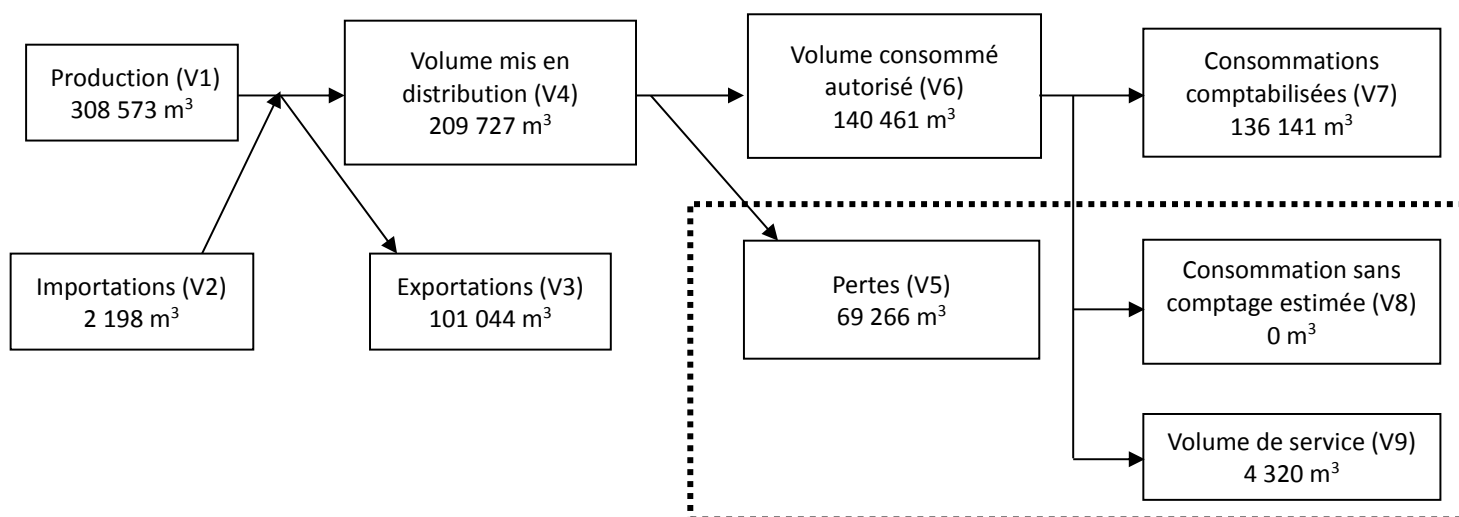 Production (V1)
308 573 m³
Volume mis en
distribution (V4)
209 727 m³
Volume consommé
autorisé (V6)
140 461 m³
Consommations
comptabilisées (V7)
136 141 m³
Importations (V2)
2 198 m³
Exportations (V3)
101 044 m³
Pertes (V5)
69 266 m³
Consommation sans
comptage estimée (V8)
0 m³
Volume de service (V9)
4 320 m³